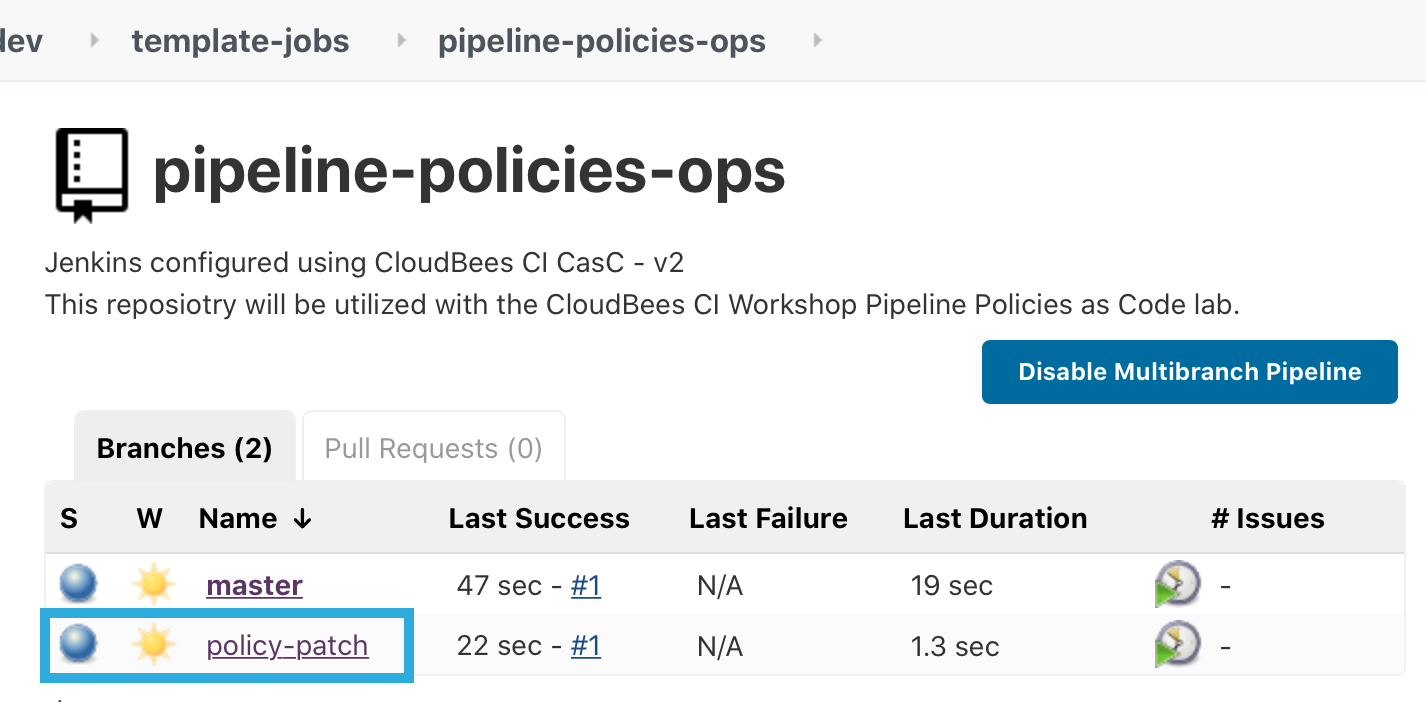 template-jobs pipeline-policies-ops
pipeline-policies-ops
Jenkins configured using CloudBees CI CasC - v2
This reposiotry will be utilized with the CloudBees CI Workshop Pipeline Policies as Code lab.
Disable Multibranch Pipeline
Branches (2) Pull Requests (0)
S W Name ↓ Last Success Last Failure Last Duration # Issues
master 47 sec - #1 N/A 19 sec -
policy-patch 22 sec - #1 N/A 1.3 sec -